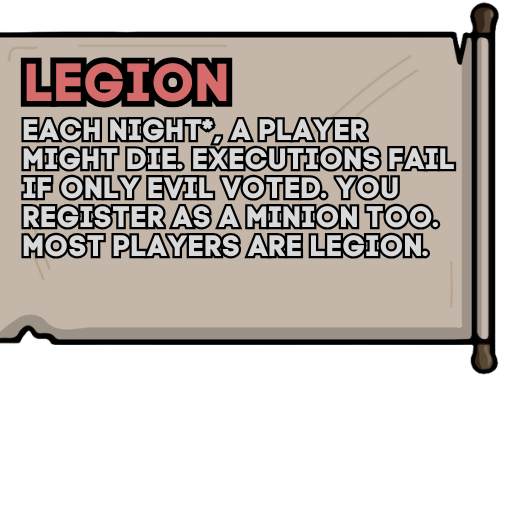 LEGION
EACH NIGHT*, A PLAYER
MIGHT DIE. EXECUTIONS FAIL
IF ONLY EVIL VOTED. YOU
REGISTER AS A MINION TOO.
MOST PLAYERS ARE LEGION.